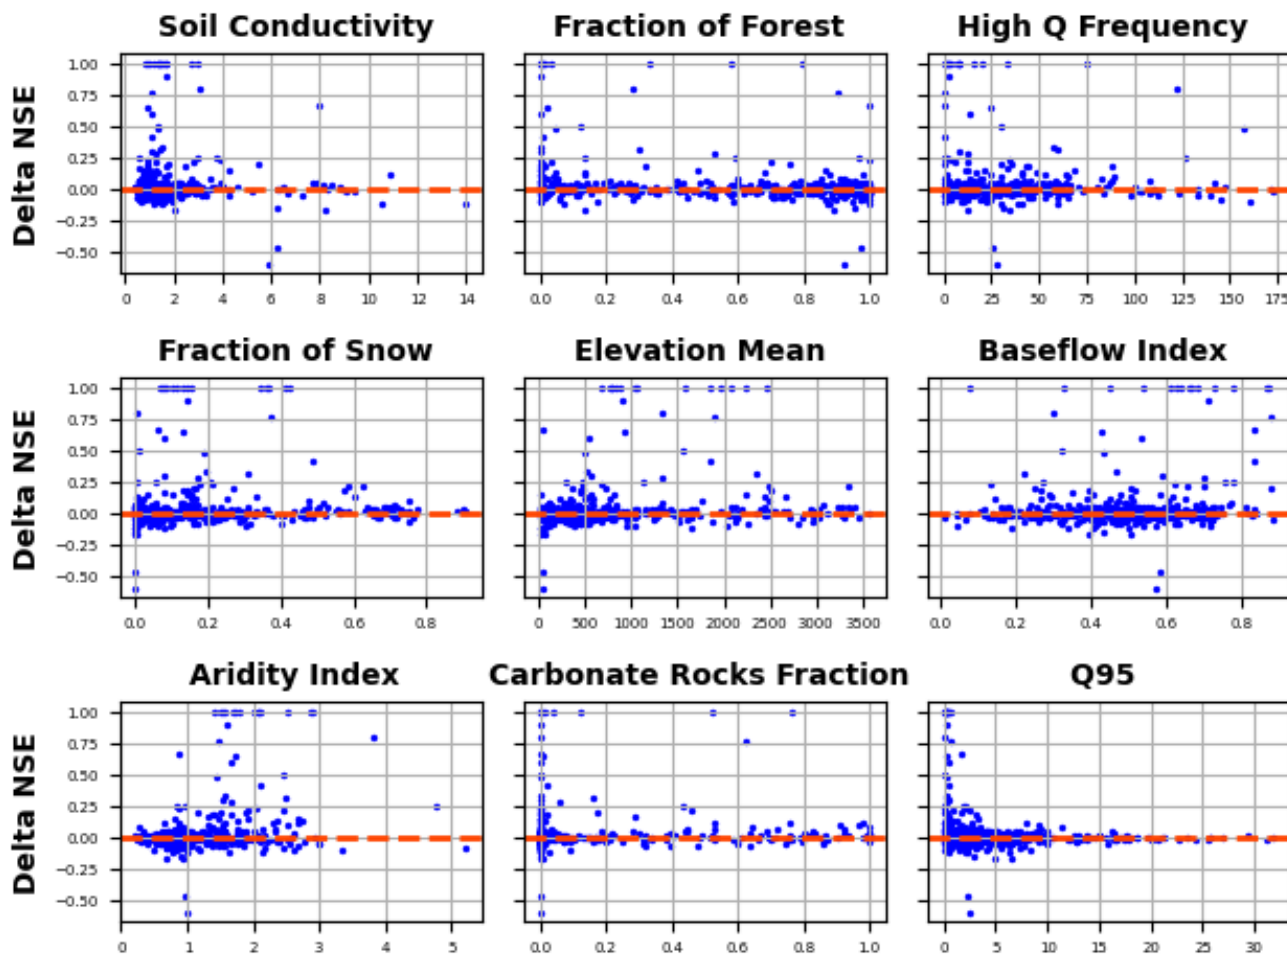 Soil Conductivity Fraction of Forest High Q Frequency
Delta NSE
1.00
0.75
0.50
0.25
0.00
−0.25
−0.50
0 2 4 6 8 10 12 14
0.0 0.2 0.4 0.6 0.8 1.0
0 25 50 75 100 125 150 175
Fraction of Snow Elevation Mean Baseflow Index
Delta NSE
1.00
0.75
0.50
0.25
0.00
−0.25
−0.50
0.0 0.2 0.4 0.6 0.8
0 500 1000 1500 2000 2500 3000 3500
0.0 0.2 0.4 0.6 0.8
Aridity Index Carbonate Rocks Fraction Q95
Delta NSE
1.00
0.75
0.50
0.25
0.00
−0.25
−0.50
0 1 2 3 4 5
0.0 0.2 0.4 0.6 0.8 1.0
0 5 10 15 20 25 30